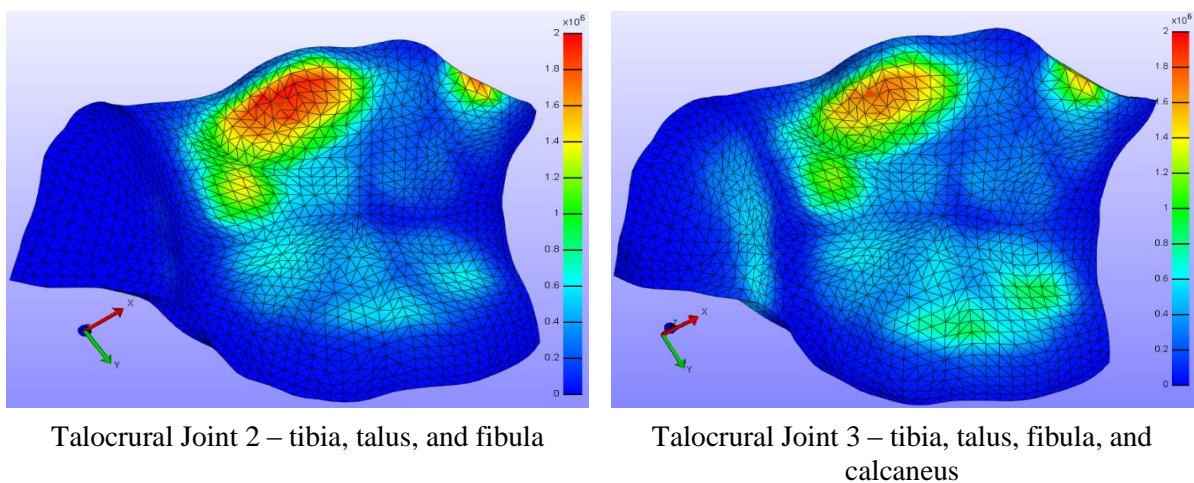 x10⁶
2
1.8
1.6
1.4
1.2
1
0.8
0.6
0.4
0.2
0
X
Y
Talocrural Joint 2 – tibia, talus, and fibula
x10⁶
2
1.8
1.6
1.4
1.2
1
0.8
0.6
0.4
0.2
0
X
Y
Z
Talocrural Joint 3 – tibia, talus, fibula, and
calcaneus